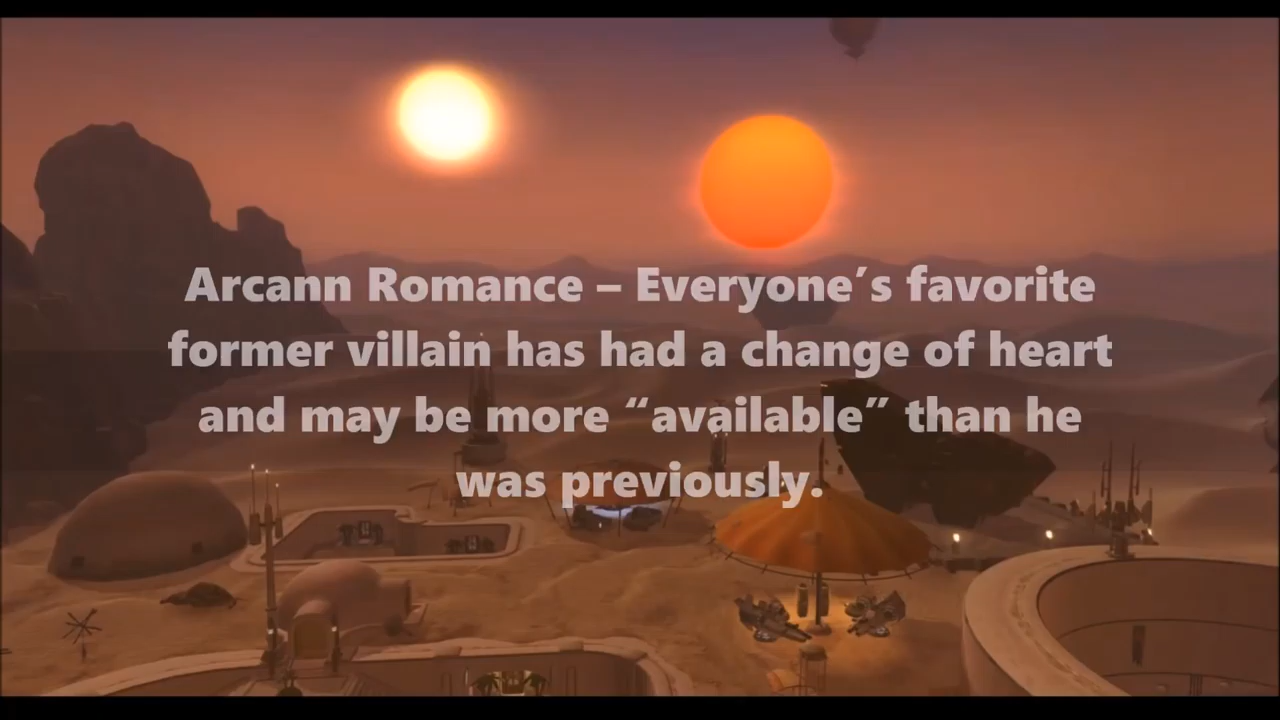 Arcann Romance – Everyone’s favorite
former villain has had a change of heart
and may be more “available” than he
was previously.